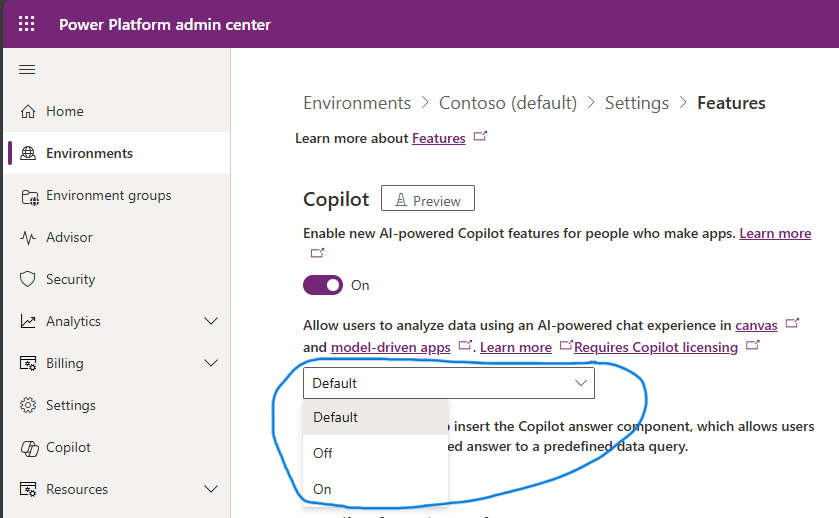 Power Platform admin center
Environments > Contoso (default) > Settings > Features
Learn more about Features
Home
Environments
Environment groups
Advisor
Security
Analytics
Billing
Settings
Copilot
Resources
Copilot Preview
Enable new AI-powered Copilot features for people who make apps. Learn more
On
Allow users to analyze data using an AI-powered chat experience in canvas
and model-driven apps . Learn more Requires Copilot licensing
Default
Default
Off
On
insert the Copilot answer component, which allows users
ed answer to a predefined data query.